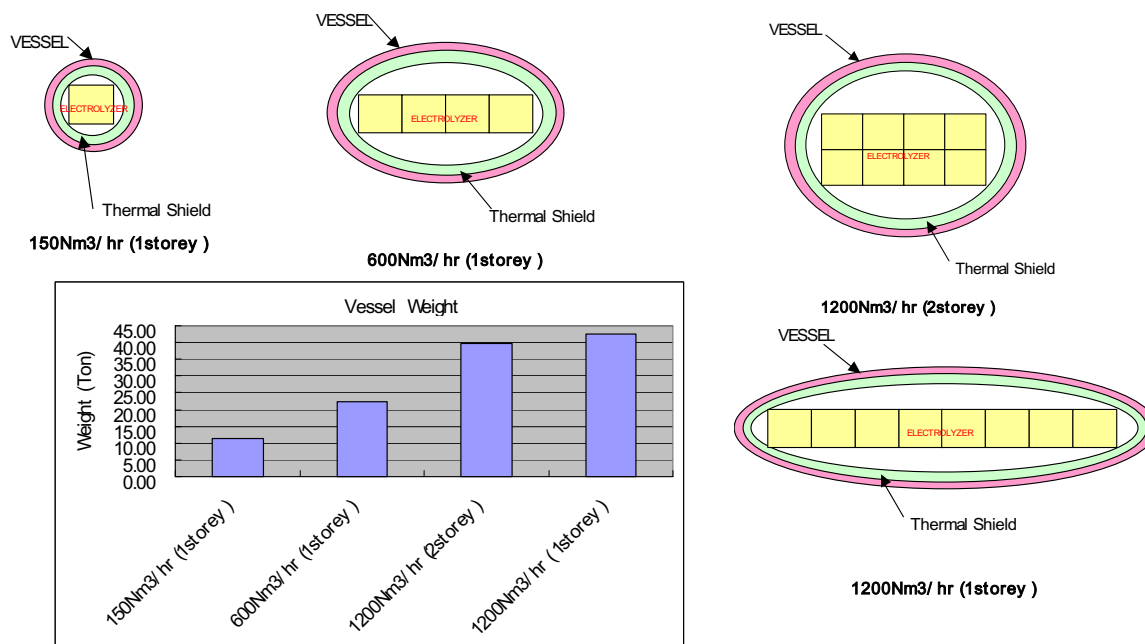 VESSEL
ELECTROLYZER
Thermal Shield
150Nm3/ hr (1storey )
VESSEL
ELECTROLYZER
Thermal Shield
600Nm3/ hr (1storey )
VESSEL
ELECTROLYZER
Thermal Shield
1200Nm3/ hr (2storey )
Vessel Weight
Weight (Ton)
45.00
40.00
35.00
30.00
25.00
20.00
15.00
10.00
5.00
0.00
150Nm3/ hr (1storey )
600Nm3/ hr (1storey )
1200Nm3/ hr (2storey )
1200Nm3/ hr ( 1storey )
VESSEL
ELECTROLYZER
Thermal Shield
1200Nm3/ hr (1storey )